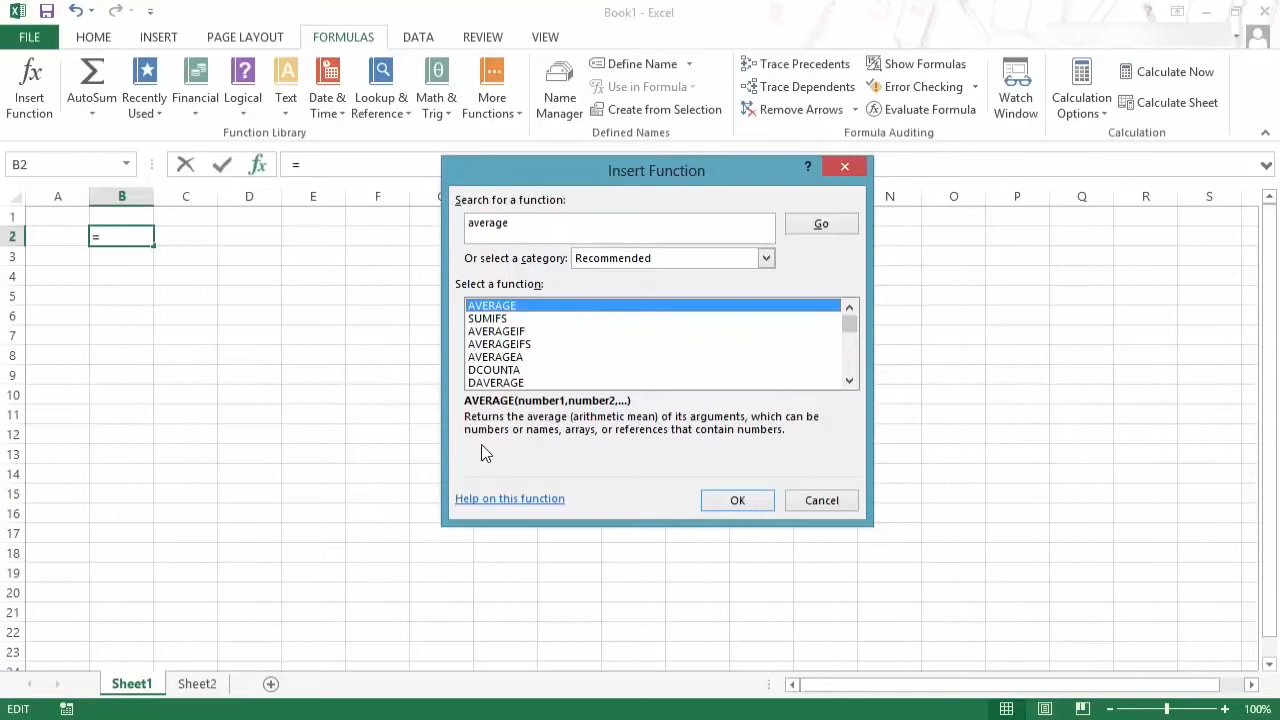 Book1 - Excel
FILE HOME INSERT PAGE LAYOUT FORMULAS DATA REVIEW VIEW
Insert Function
AutoSum
Recently Used
Financial
Logical
Text
Date & Time
Lookup & Reference
Math & Trig
More Functions
Function Library
Name Manager
Define Name
Use in Formula
Create from Selection
Defined Names
Trace Precedents
Trace Dependents
Remove Arrows
Show Formulas
Error Checking
Evaluate Formula
Formula Auditing
Watch Window
Calculation Options
Calculate Now
Calculate Sheet
Calculation
B2 fx =
A B C D E F N O P Q R S
1
2 =
3
4
5
6
7
8
9
10
11
12
13
14
15
16
17
18
19
20
21
22
23
Insert Function
?
Search for a function:
average
Go
Or select a category: Recommended
Select a function:
AVERAGE
SUMIFS
AVERAGEIF
AVERAGEIFS
AVERAGEA
DCOUNTA
DAVERAGE
AVERAGE(number1,number2,...)
Returns the average (arithmetic mean) of its arguments, which can be
numbers or names, arrays, or references that contain numbers.
Help on this function
OK
Cancel
Sheet1 Sheet2
EDIT 100%